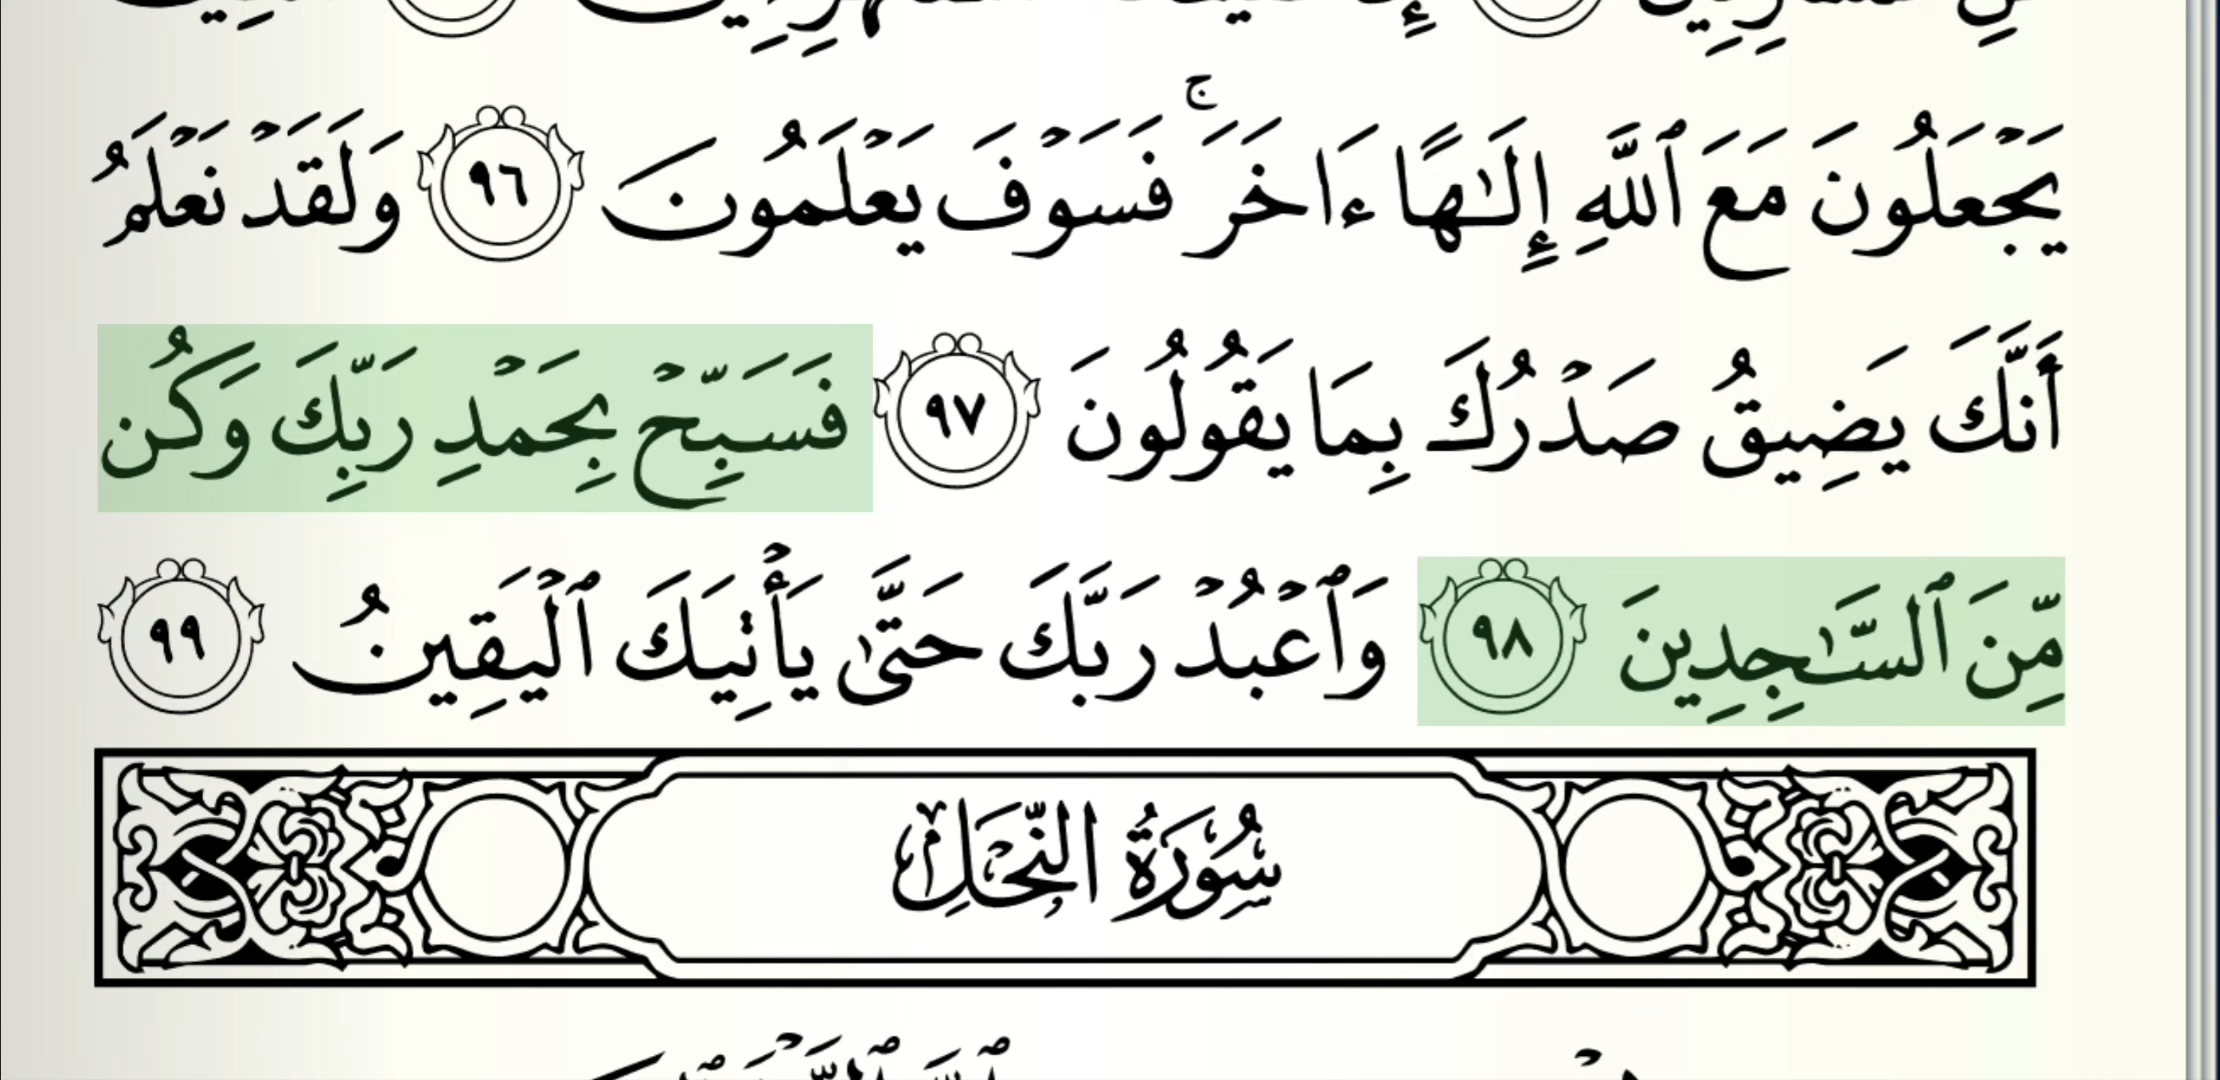 يَجۡعَلُونَ مَعَ ٱللَّهِ إِلَـٰهًا ءَاخَرَۚ فَسَوۡفَ يَعۡلَمُونَ ٩٦ وَلَقَدۡ نَعۡلَمُ
أَنَّكَ يَضِيقُ صَدۡرُكَ بِمَا يَقُولُونَ ٩٧ فَسَبِّحۡ بِحَمۡدِ رَبِّكَ وَكُن
مِّنَ ٱلسَّـٰجِدِينَ ٩٨ وَٱعۡبُدۡ رَبَّكَ حَتَّىٰ يَأۡتِيَكَ ٱلۡيَقِينُ ٩٩
سُورَةُ النَّحۡلِ